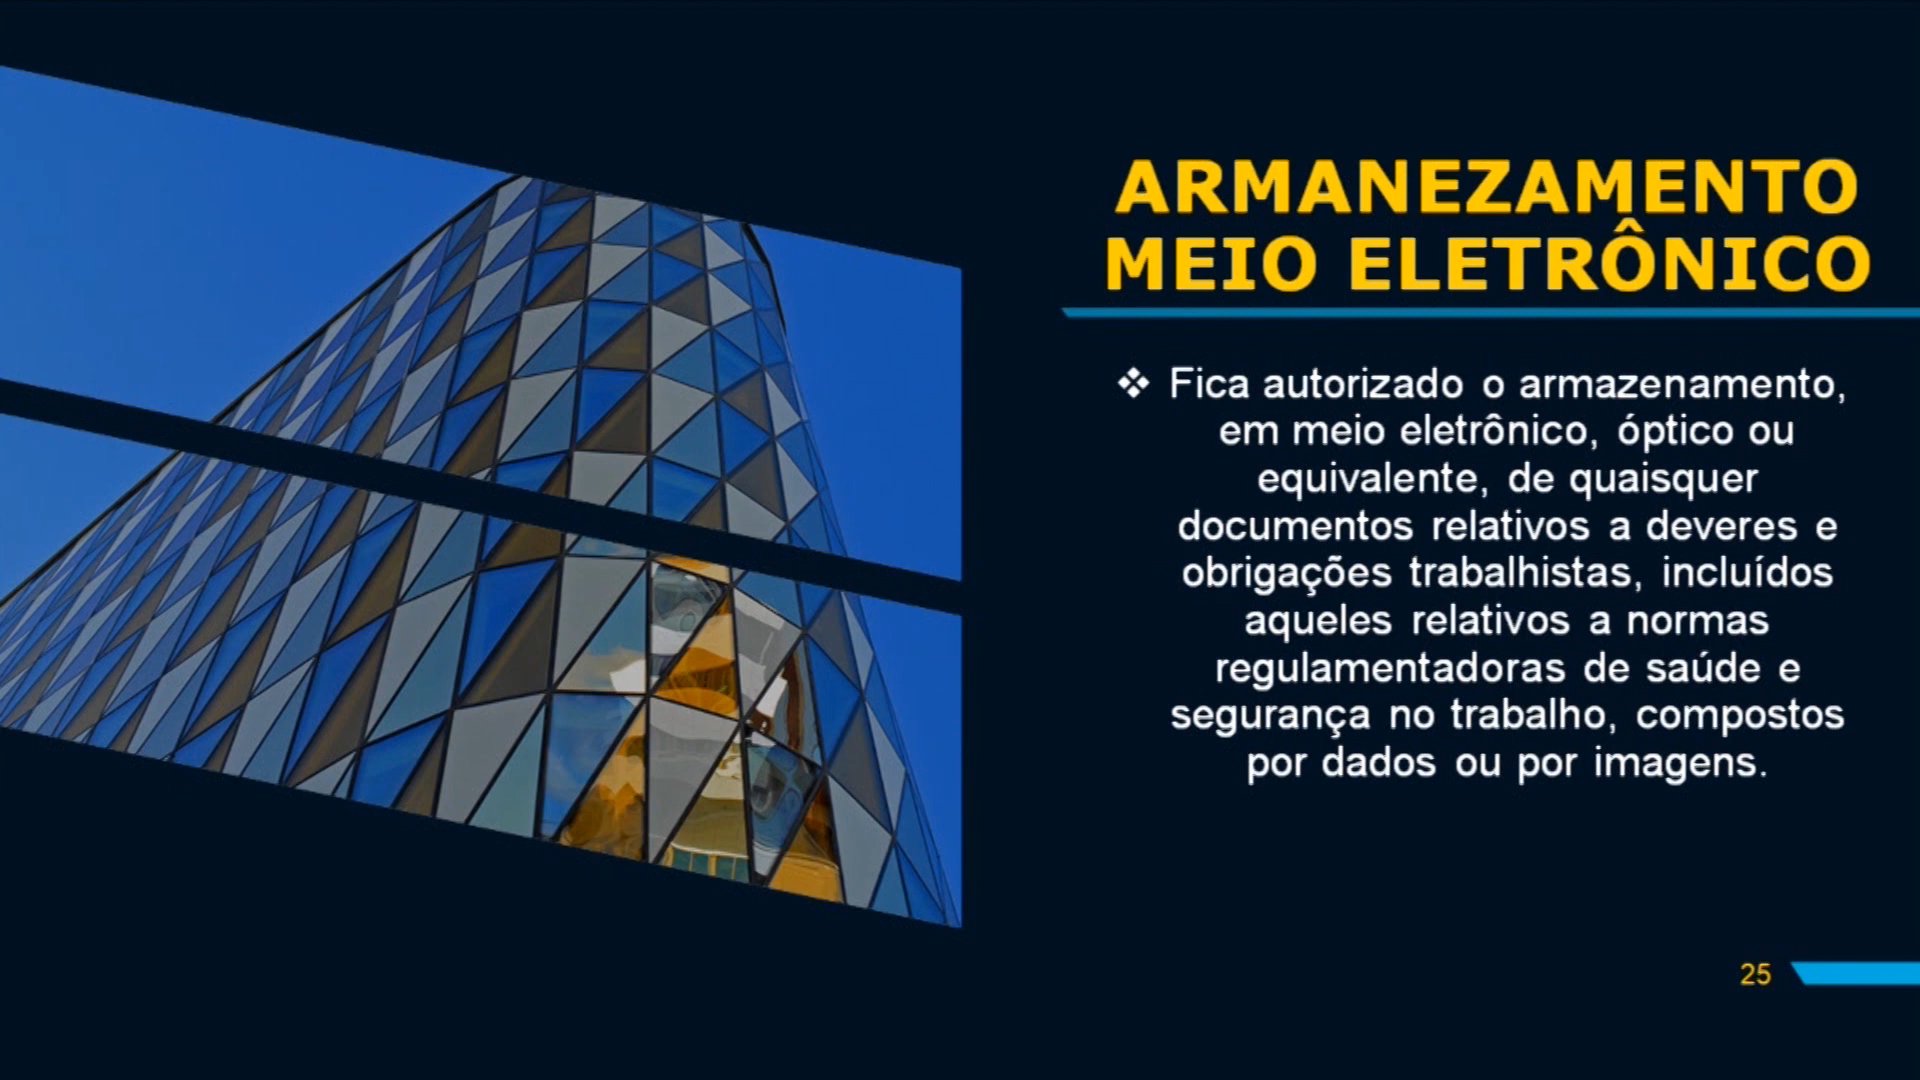 ARMANEZAMENTO
MEIO ELETRÔNICO
❖ Fica autorizado o armazenamento,
em meio eletrônico, óptico ou
equivalente, de quaisquer
documentos relativos a deveres e
obrigações trabalhistas, incluídos
aqueles relativos a normas
regulamentadoras de saúde e
segurança no trabalho, compostos
por dados ou por imagens.
25